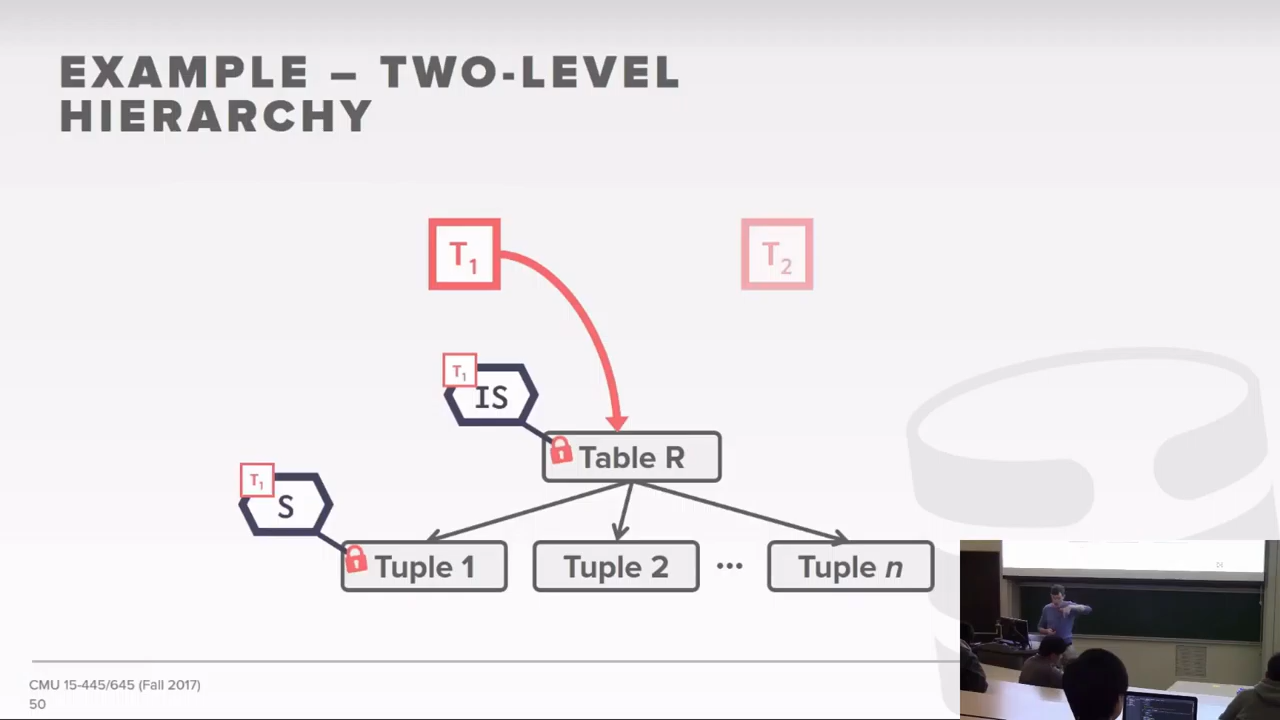 EXAMPLE – TWO-LEVEL
HIERARCHY
T1
T2
T1
IS
Table R
T1
S
Tuple 1
Tuple 2
...
Tuple n
CMU 15-445/645 (Fall 2017)
50